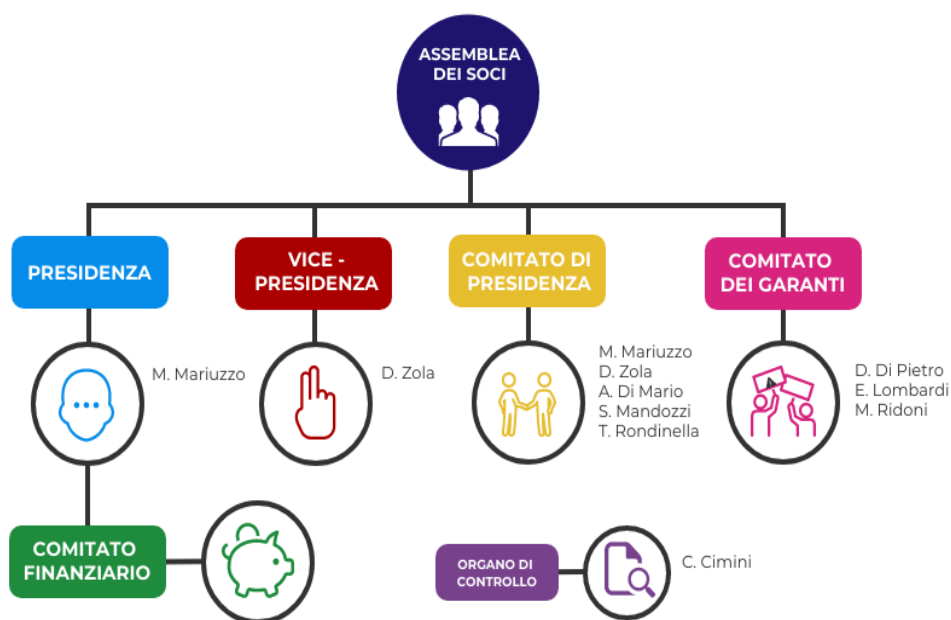 ASSEMBLEA
DEI SOCI
PRESIDENZA
VICE -
PRESIDENZA
COMITATO DI
PRESIDENZA
COMITATO
DEI GARANTI
M. Mariuzzo
D. Zola
M. Mariuzzo
D. Zola
A. Di Mario
S. Mandozzi
T. Rondinella
D. Di Pietro
E. Lombardi
M. Ridoni
COMITATO
FINANZIARIO
ORGANO DI
CONTROLLO
C. Cimini